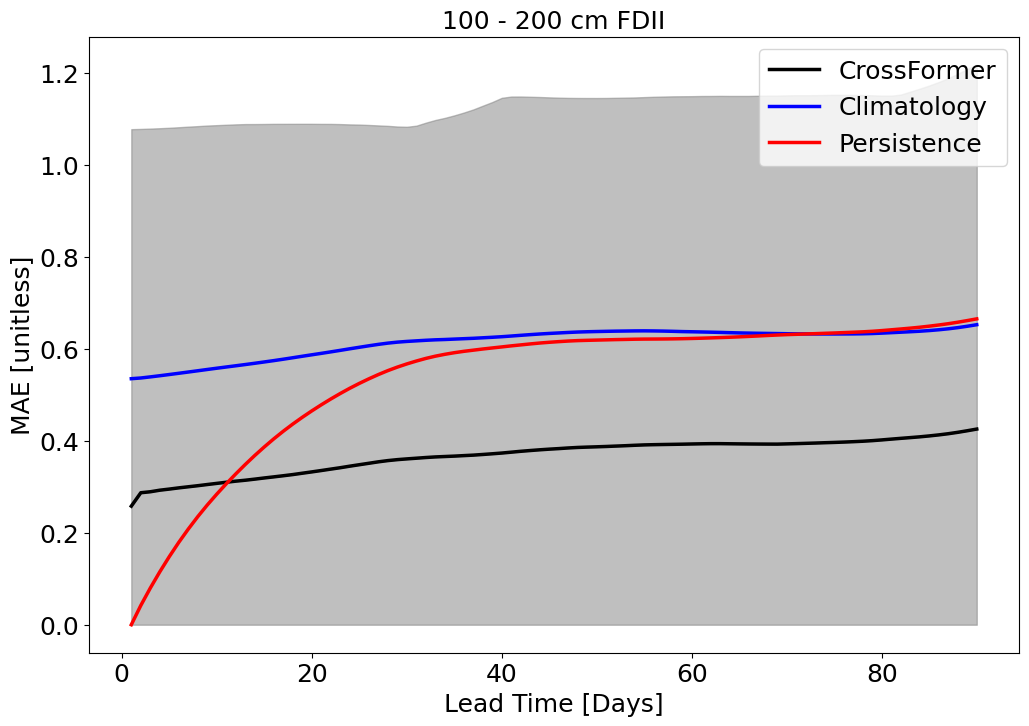 100 - 200 cm FDII
CrossFormer
Climatology
Persistence
MAE [unitless]
1.2
1.0
0.8
0.6
0.4
0.2
0.0
0 20 40 60 80
Lead Time [Days]